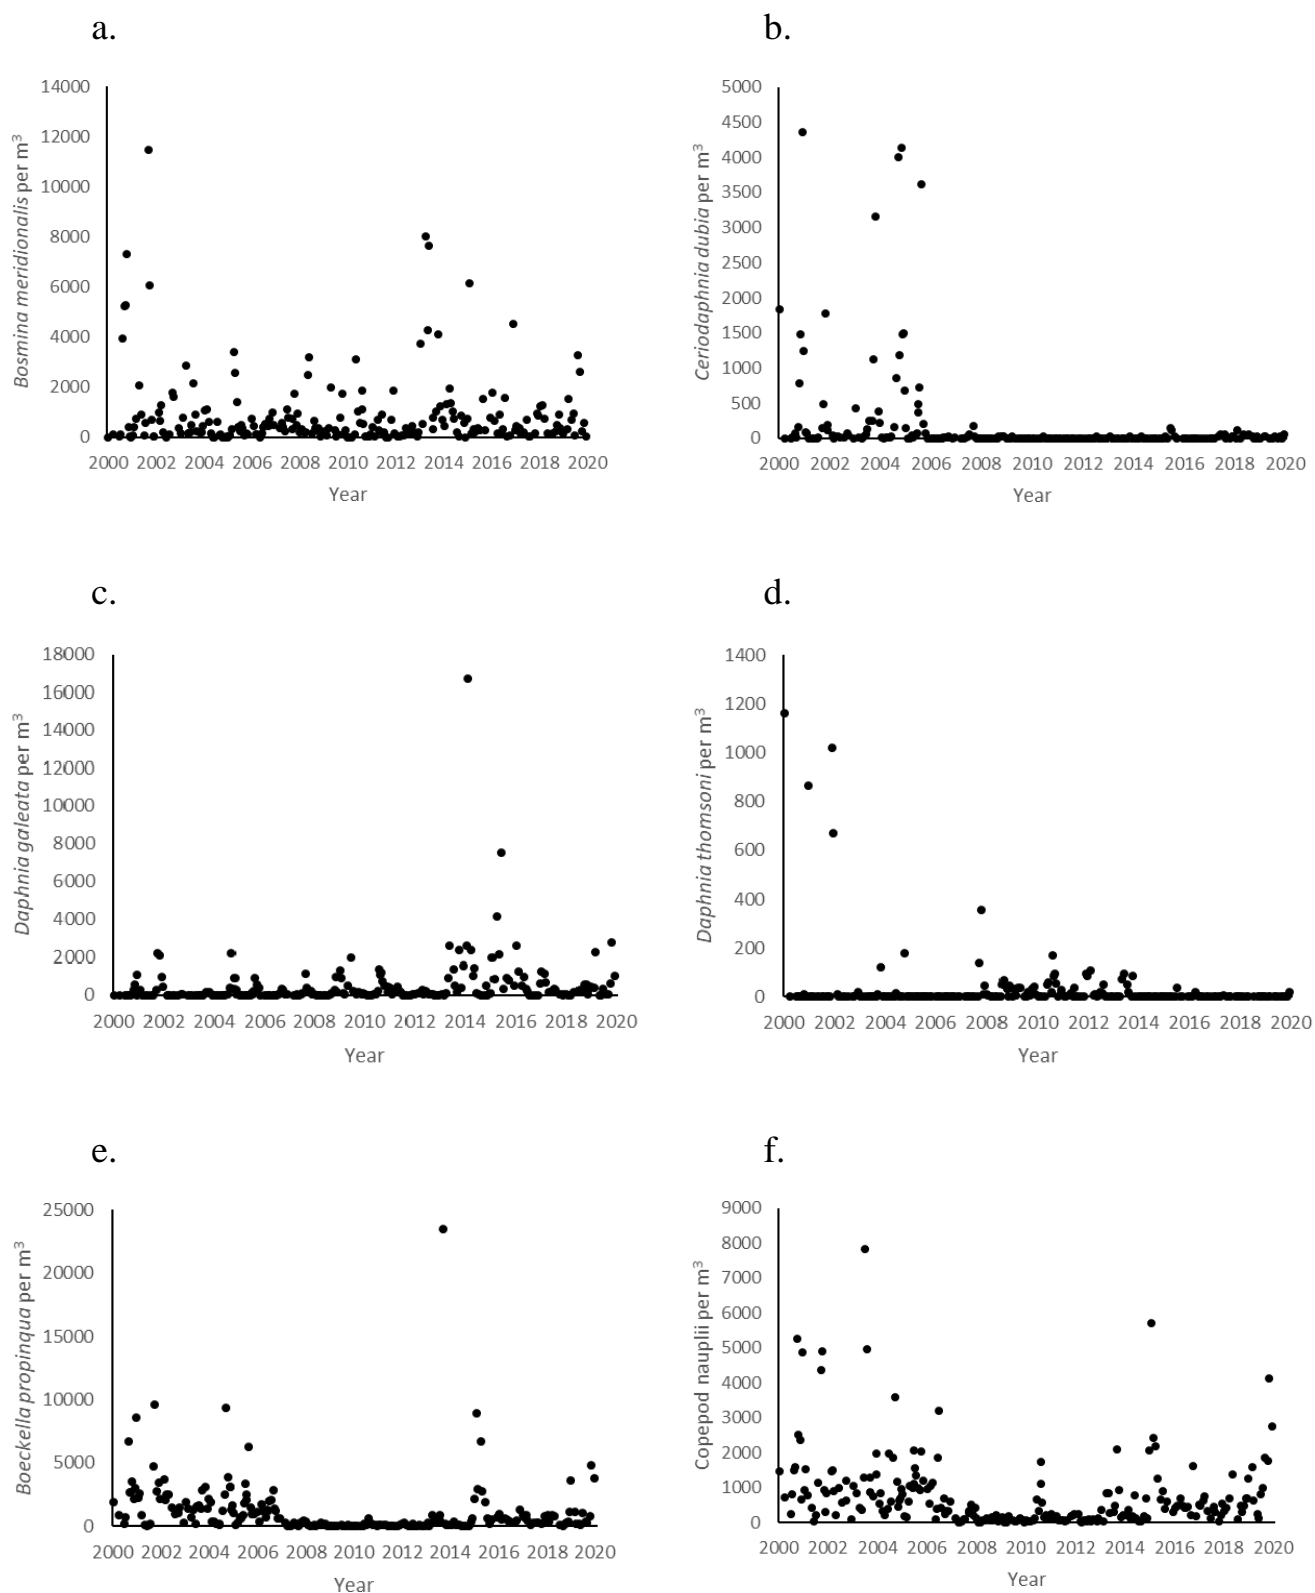 a.
14000
12000
10000
8000
6000
4000
2000
0
Bosmina meridionalis per m³
2000 2002 2004 2006 2008 2010 2012 2014 2016 2018 2020
Year
b.
5000
4500
4000
3500
3000
2500
2000
1500
1000
500
0
Ceriodaphnia dubia per m³
2000 2002 2004 2006 2008 2010 2012 2014 2016 2018 2020
Year
c.
18000
16000
14000
12000
10000
8000
6000
4000
2000
0
Daphnia galeata per m³
2000 2002 2004 2006 2008 2010 2012 2014 2016 2018 2020
Year
d.
1400
1200
1000
800
600
400
200
0
Daphnia thomsoni per m³
2000 2002 2004 2006 2008 2010 2012 2014 2016 2018 2020
Year
e.
25000
20000
15000
10000
5000
0
Boeckella propinqua per m³
2000 2002 2004 2006 2008 2010 2012 2014 2016 2018 2020
Year
f.
9000
8000
7000
6000
5000
4000
3000
2000
1000
0
Copepod nauplii per m³
2000 2002 2004 2006 2008 2010 2012 2014 2016 2018 2020
Year